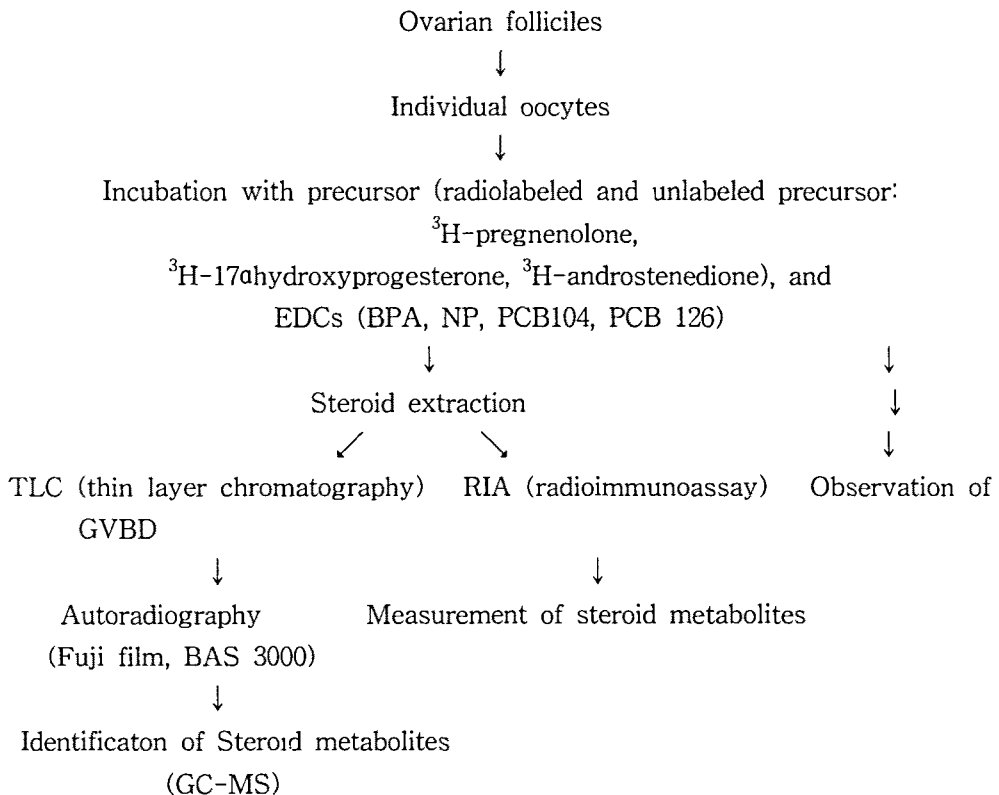 Ovarian folliciles
↓
Individual oocytes
↓
Incubation with precursor (radiolabeled and unlabeled precursor:
³H-pregnenolone,
³H-17αhydroxyprogesterone, ³H-androstenedione), and
EDCs (BPA, NP, PCB104, PCB 126)
↓ ↓
Steroid extraction ↓
↙ ↘ ↓
TLC (thin layer chromatography) RIA (radioimmunoassay) Observation of
GVBD
↓ ↓
Autoradiography Measurement of steroid metabolites
(Fuji film, BAS 3000)
↓
Identificaton of Steroid metabolites
(GC-MS)